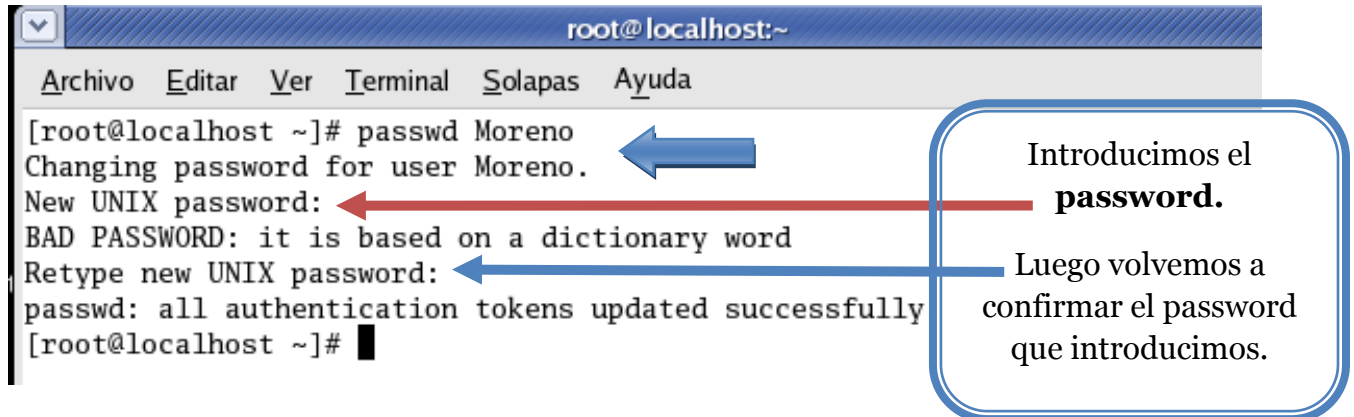 root@localhost:~
Archivo Editar Ver Terminal Solapas Ayuda
[root@localhost ~]# passwd Moreno
Changing password for user Moreno.
New UNIX password:
BAD PASSWORD: it is based on a dictionary word
Retype new UNIX password:
passwd: all authentication tokens updated successfully
[root@localhost ~]#
Introducimos el
password.
Luego volvemos a
confirmar el password
que introducimos.